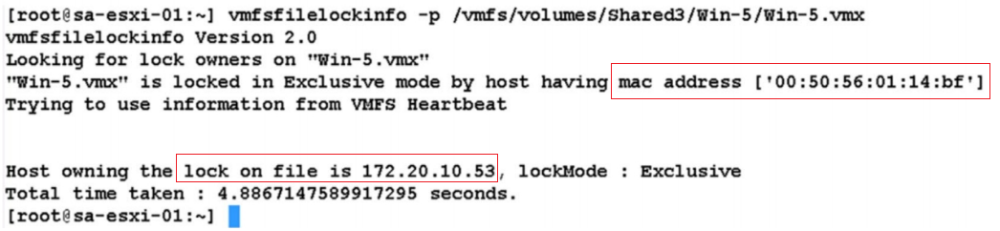 [root@sa-esxi-01:~] vmfsfilelockinfo -p /vmfs/volumes/Shared3/Win-5/Win-5.vmx
vmfsfilelockinfo Version 2.0
Looking for lock owners on "Win-5.vmx"
"Win-5.vmx" is locked in Exclusive mode by host having mac address ['00:50:56:01:14:bf']
Trying to use information from VMFS Heartbeat
Host owning the lock on file is 172.20.10.53, lockMode : Exclusive
Total time taken : 4.8867147589917295 seconds.
[root@sa-esxi-01:~]